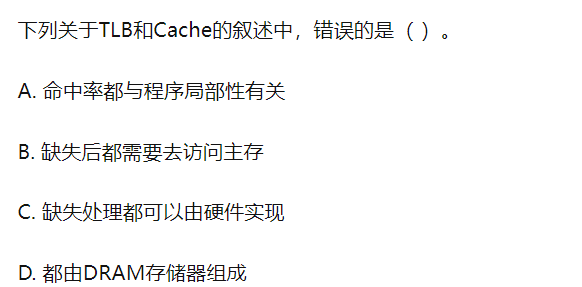 下列关于TLB和Cache的叙述中，错误的是（ ）。
A. 命中率都与程序局部性有关
B. 缺失后都需要去访问主存
C. 缺失处理都可以由硬件实现
D. 都由DRAM存储器组成